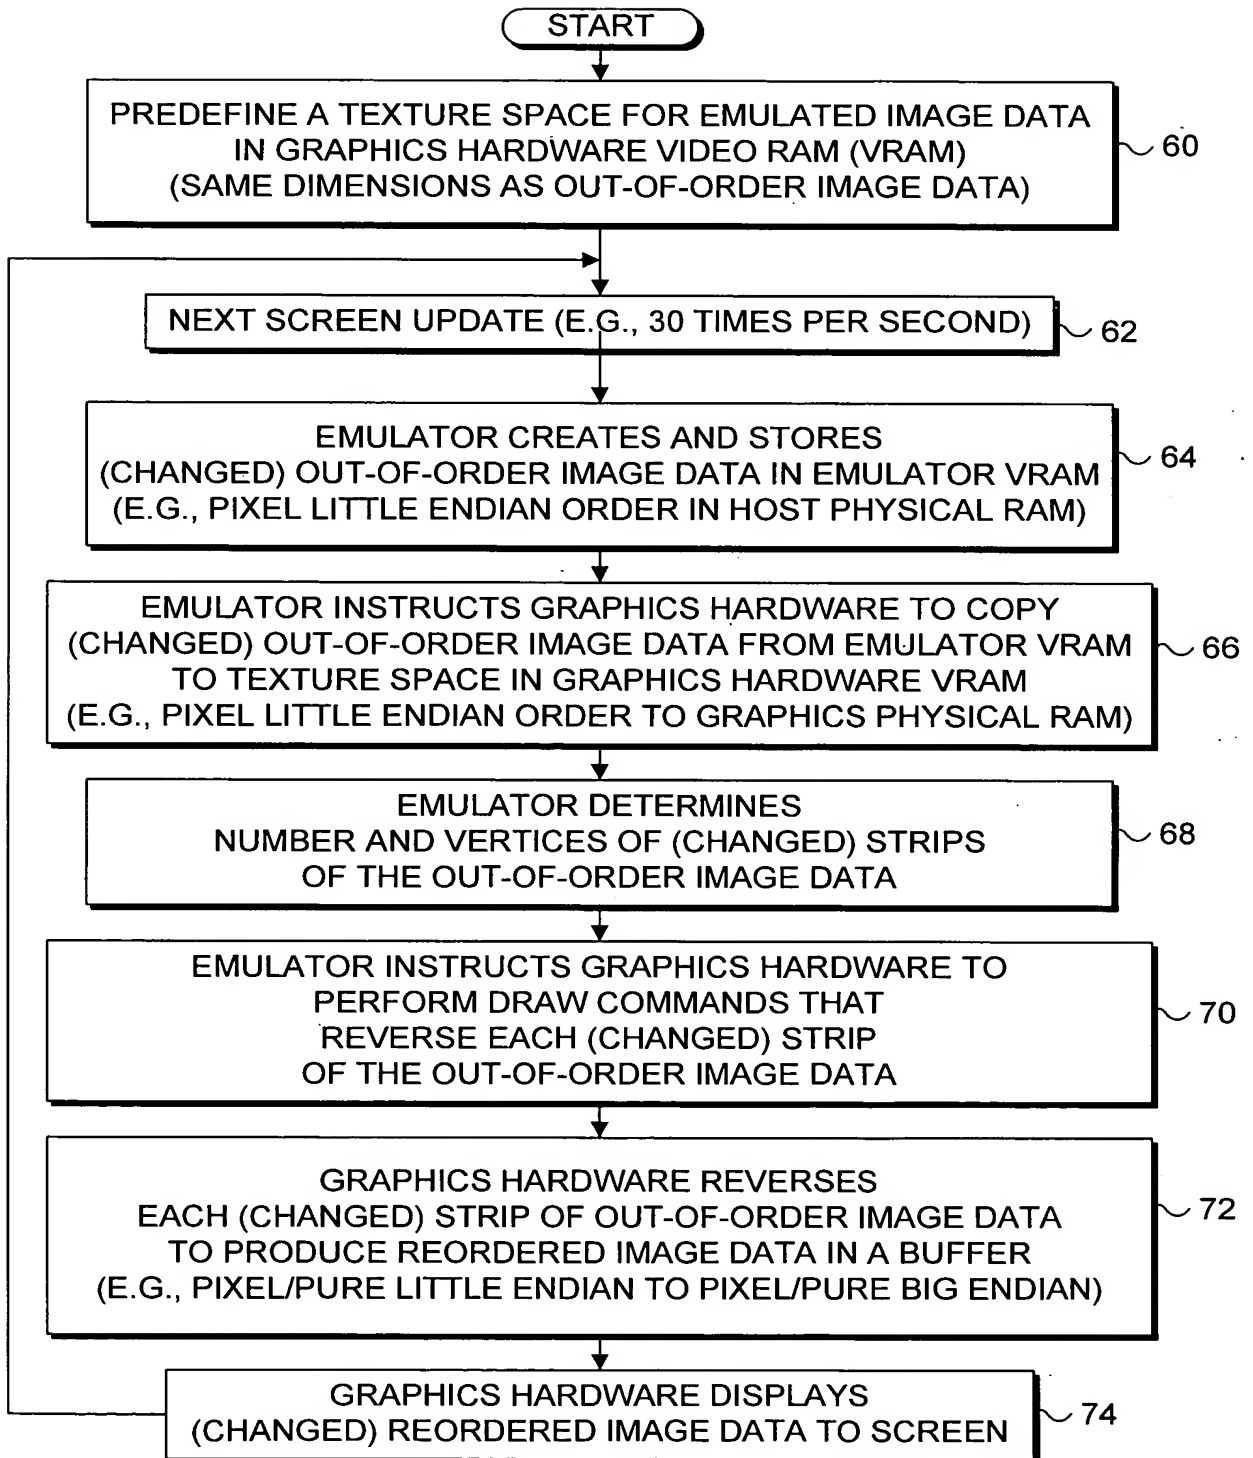 START
PREDEFINE A TEXTURE SPACE FOR EMULATED IMAGE DATA
IN GRAPHICS HARDWARE VIDEO RAM (VRAM)
(SAME DIMENSIONS AS OUT-OF-ORDER IMAGE DATA)
60
NEXT SCREEN UPDATE (E.G., 30 TIMES PER SECOND)
62
EMULATOR CREATES AND STORES
(CHANGED) OUT-OF-ORDER IMAGE DATA IN EMULATOR VRAM
(E.G., PIXEL LITTLE ENDIAN ORDER IN HOST PHYSICAL RAM)
64
EMULATOR INSTRUCTS GRAPHICS HARDWARE TO COPY
(CHANGED) OUT-OF-ORDER IMAGE DATA FROM EMULATOR VRAM
TO TEXTURE SPACE IN GRAPHICS HARDWARE VRAM
(E.G., PIXEL LITTLE ENDIAN ORDER TO GRAPHICS PHYSICAL RAM)
66
EMULATOR DETERMINES
NUMBER AND VERTICES OF (CHANGED) STRIPS
OF THE OUT-OF-ORDER IMAGE DATA
68
EMULATOR INSTRUCTS GRAPHICS HARDWARE TO
PERFORM DRAW COMMANDS THAT
REVERSE EACH (CHANGED) STRIP
OF THE OUT-OF-ORDER IMAGE DATA
70
GRAPHICS HARDWARE REVERSES
EACH (CHANGED) STRIP OF OUT-OF-ORDER IMAGE DATA
TO PRODUCE REORDERED IMAGE DATA IN A BUFFER
(E.G., PIXEL/PURE LITTLE ENDIAN TO PIXEL/PURE BIG ENDIAN)
72
GRAPHICS HARDWARE DISPLAYS
(CHANGED) REORDERED IMAGE DATA TO SCREEN
74